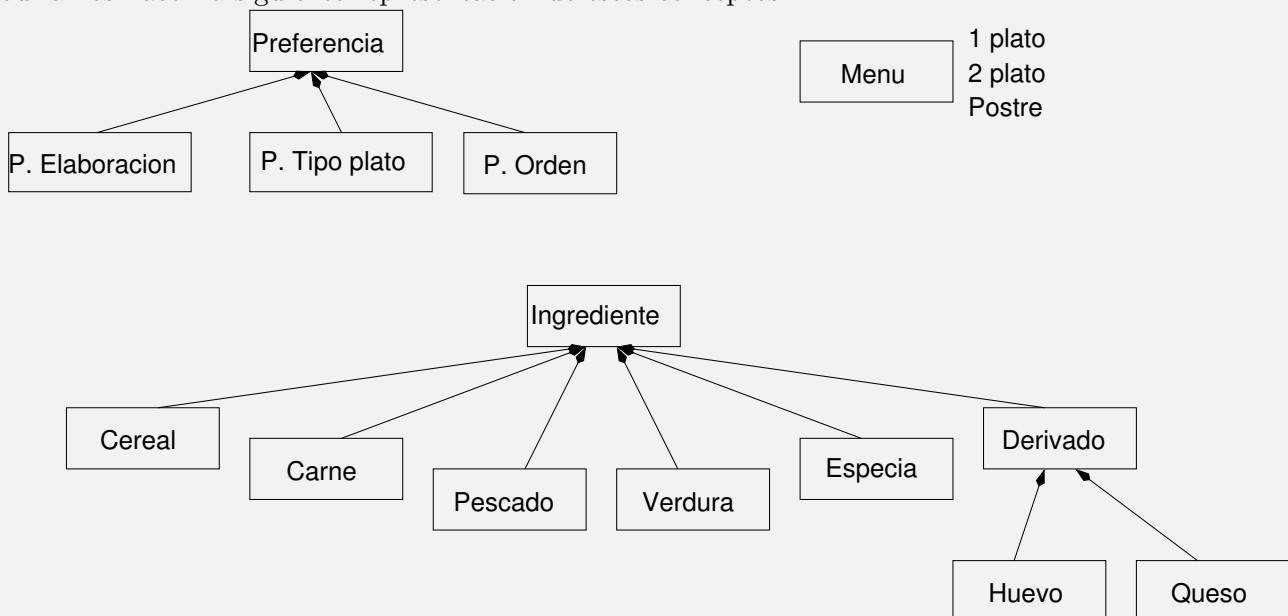 Preferencia
1 plato
Menu
2 plato
Postre
P. Elaboracion
P. Tipo plato
P. Orden
Ingrediente
Cereal
Carne
Pescado
Verdura
Especia
Derivado
Huevo
Queso